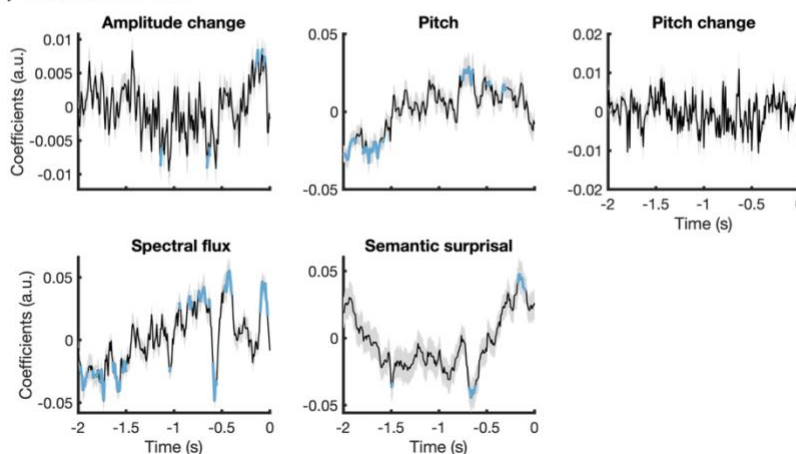 Amplitude change
Pitch
Pitch change
Coefficients (a.u.)
0.01
0.005
0
-0.005
-0.01
0.05
0
-0.05
0.02
0.01
0
-0.01
-0.02
-2 -1.5 -1 -0.5
Time (s)
Spectral flux
Semantic surprisal
Coefficients (a.u.)
0.05
0
-0.05
-2 -1.5 -1 -0.5 0
Time (s)
0.05
0
-0.05
-2 -1.5 -1 -0.5 0
Time (s)